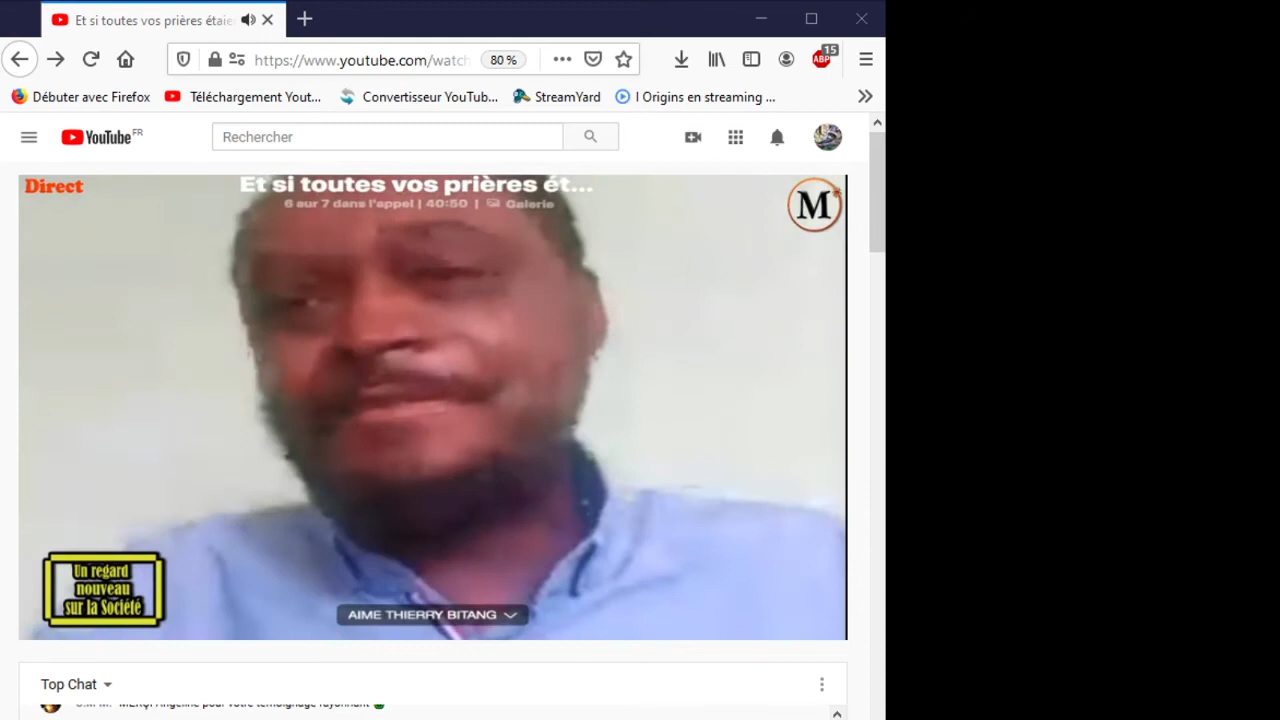 Et si toutes vos prières étaie
https://www.youtube.com/watch
80 %
15
ABP
Débuter avec Firefox
Téléchargement Yout...
Convertisseur YouTub...
StreamYard
I Origins en streaming ...
YouTube FR
Rechercher
Direct
Et si toutes vos prières ét...
6 sur 7 dans l'appel | 40:50 | Galerie
M
Un regard
nouveau
sur la Société
AIME THIERRY BITANG
Top Chat
Angeline pour votre témoignage rayonnant